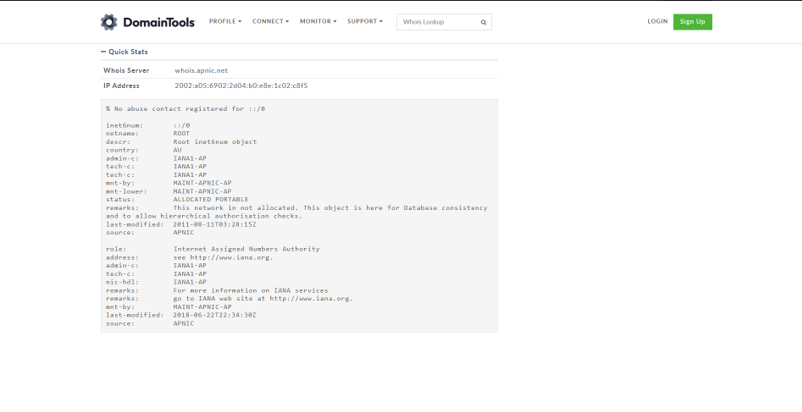 DomainTools PROFILE CONNECT MONITOR SUPPORT Whois Lookup LOGIN Sign Up
Quick Stats
Whois Server whois.apnic.net
IP Address 2002:a05:6902:2d04:b0:e8e:1c02:c8f5
% No abuse contact registered for ::/0
inet6num: ::/0
netname: ROOT
descr: Root inet6num object
country: AU
admin-c: IANA1-AP
tech-c: IANA1-AP
tech-c: IANA1-AP
mnt-by: MAINT-APNIC-AP
mnt-lower: MAINT-APNIC-AP
status: ALLOCATED PORTABLE
remarks: This network in not allocated. This object is here for Database consistency
and to allow hierarchical authorisation checks.
last-modified: 2011-08-11T03:28:15Z
source: APNIC
role: Internet Assigned Numbers Authority
address: see http://www.iana.org.
admin-c: IANA1-AP
tech-c: IANA1-AP
nic-hdl: IANA1-AP
remarks: For more information on IANA services
remarks: go to IANA web site at http://www.iana.org.
mnt-by: MAINT-APNIC-AP
last-modified: 2018-06-22T22:34:30Z
source: APNIC